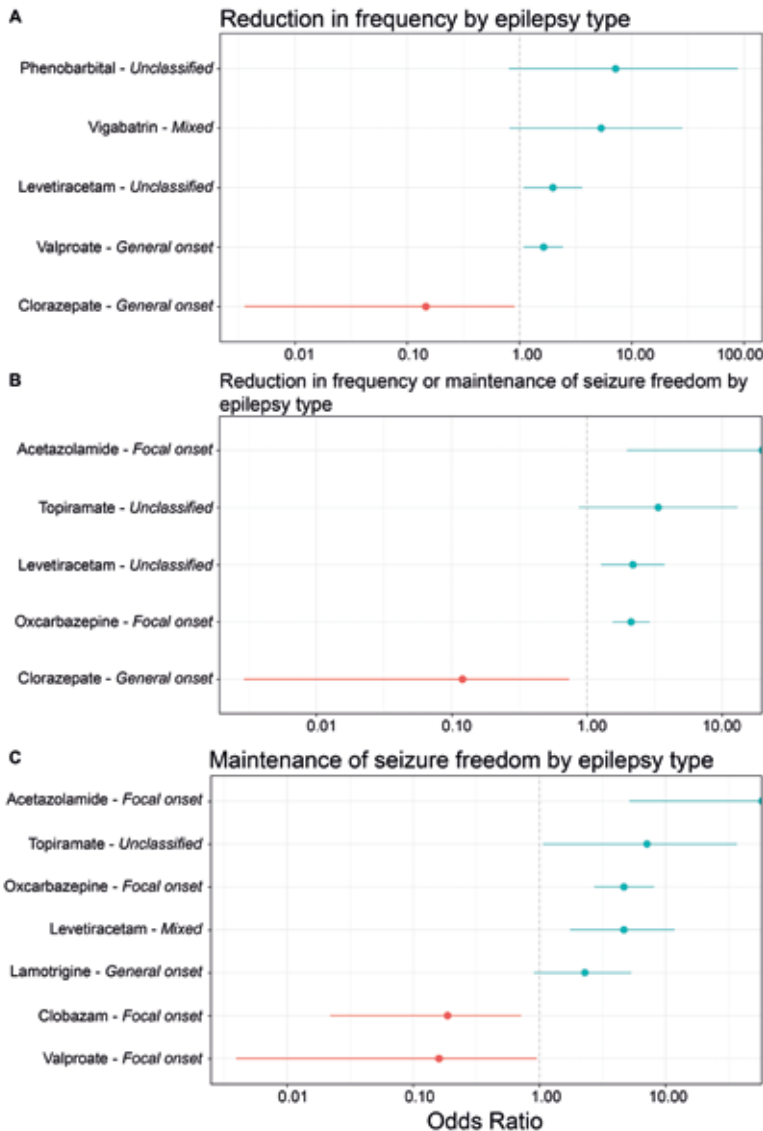 A
Reduction in frequency by epilepsy type
Phenobarbital - Unclassified
Vigabatrin - Mixed
Levetiracetam - Unclassified
Valproate - General onset
Clorazepate - General onset
0.01 0.10 1.00 10.00 100.00
B
Reduction in frequency or maintenance of seizure freedom by
epilepsy type
Acetazolamide - Focal onset
Topiramate - Unclassified
Levetiracetam - Unclassified
Oxcarbazepine - Focal onset
Clorazepate - General onset
0.01 0.10 1.00 10.00
C
Maintenance of seizure freedom by epilepsy type
Acetazolamide - Focal onset
Topiramate - Unclassified
Oxcarbazepine - Focal onset
Levetiracetam - Mixed
Lamotrigine - General onset
Clobazam - Focal onset
Valproate - Focal onset
0.01 0.10 1.00 10.00
Odds Ratio